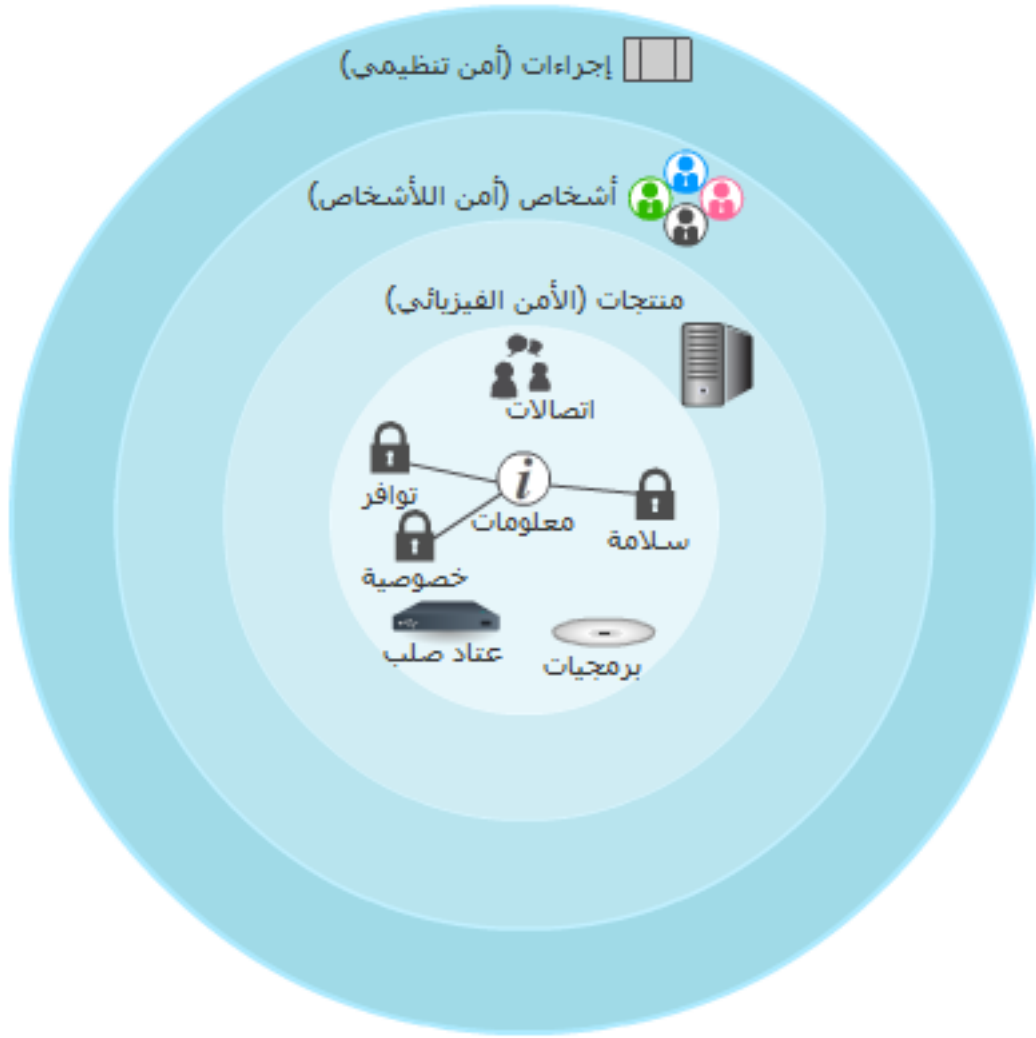 إجراءات (أمن تنظيمي)
أشخاص (أمن اللأشخاص)
منتجات (الأمن الفيزيائي)
اتصالات
توافر
معلومات
سلامة
خصوصية
عتاد صلب
برمجيات